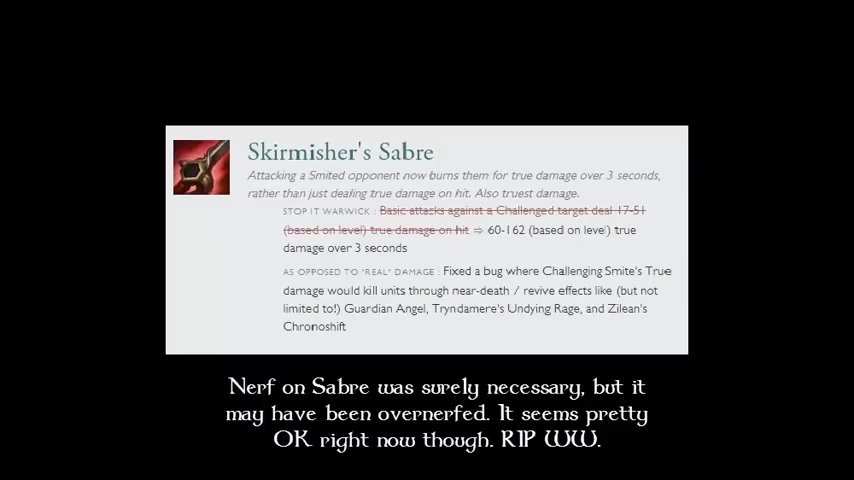 Skirmisher's Sabre
Attacking a Smited opponent now burns them for true damage over 3 seconds,
rather than just dealing true damage on hit. Also truest damage.
STOP IT WARWICK : Basic attacks against a Challenged target deal 17-51
(based on level) true damage on hit ⇨ 60-162 (based on level) true
damage over 3 seconds
AS OPPOSED TO *REAL* DAMAGE : Fixed a bug where Challenging Smite's True
damage would kill units through near-death / revive effects like (but not
limited to!) Guardian Angel, Tryndamere's Undying Rage, and Zilean's
Chronoshift
Nerf on Sabre was surely necessary, but it
may have been overnerfed. It seems pretty
OK right now though. RIP WW.